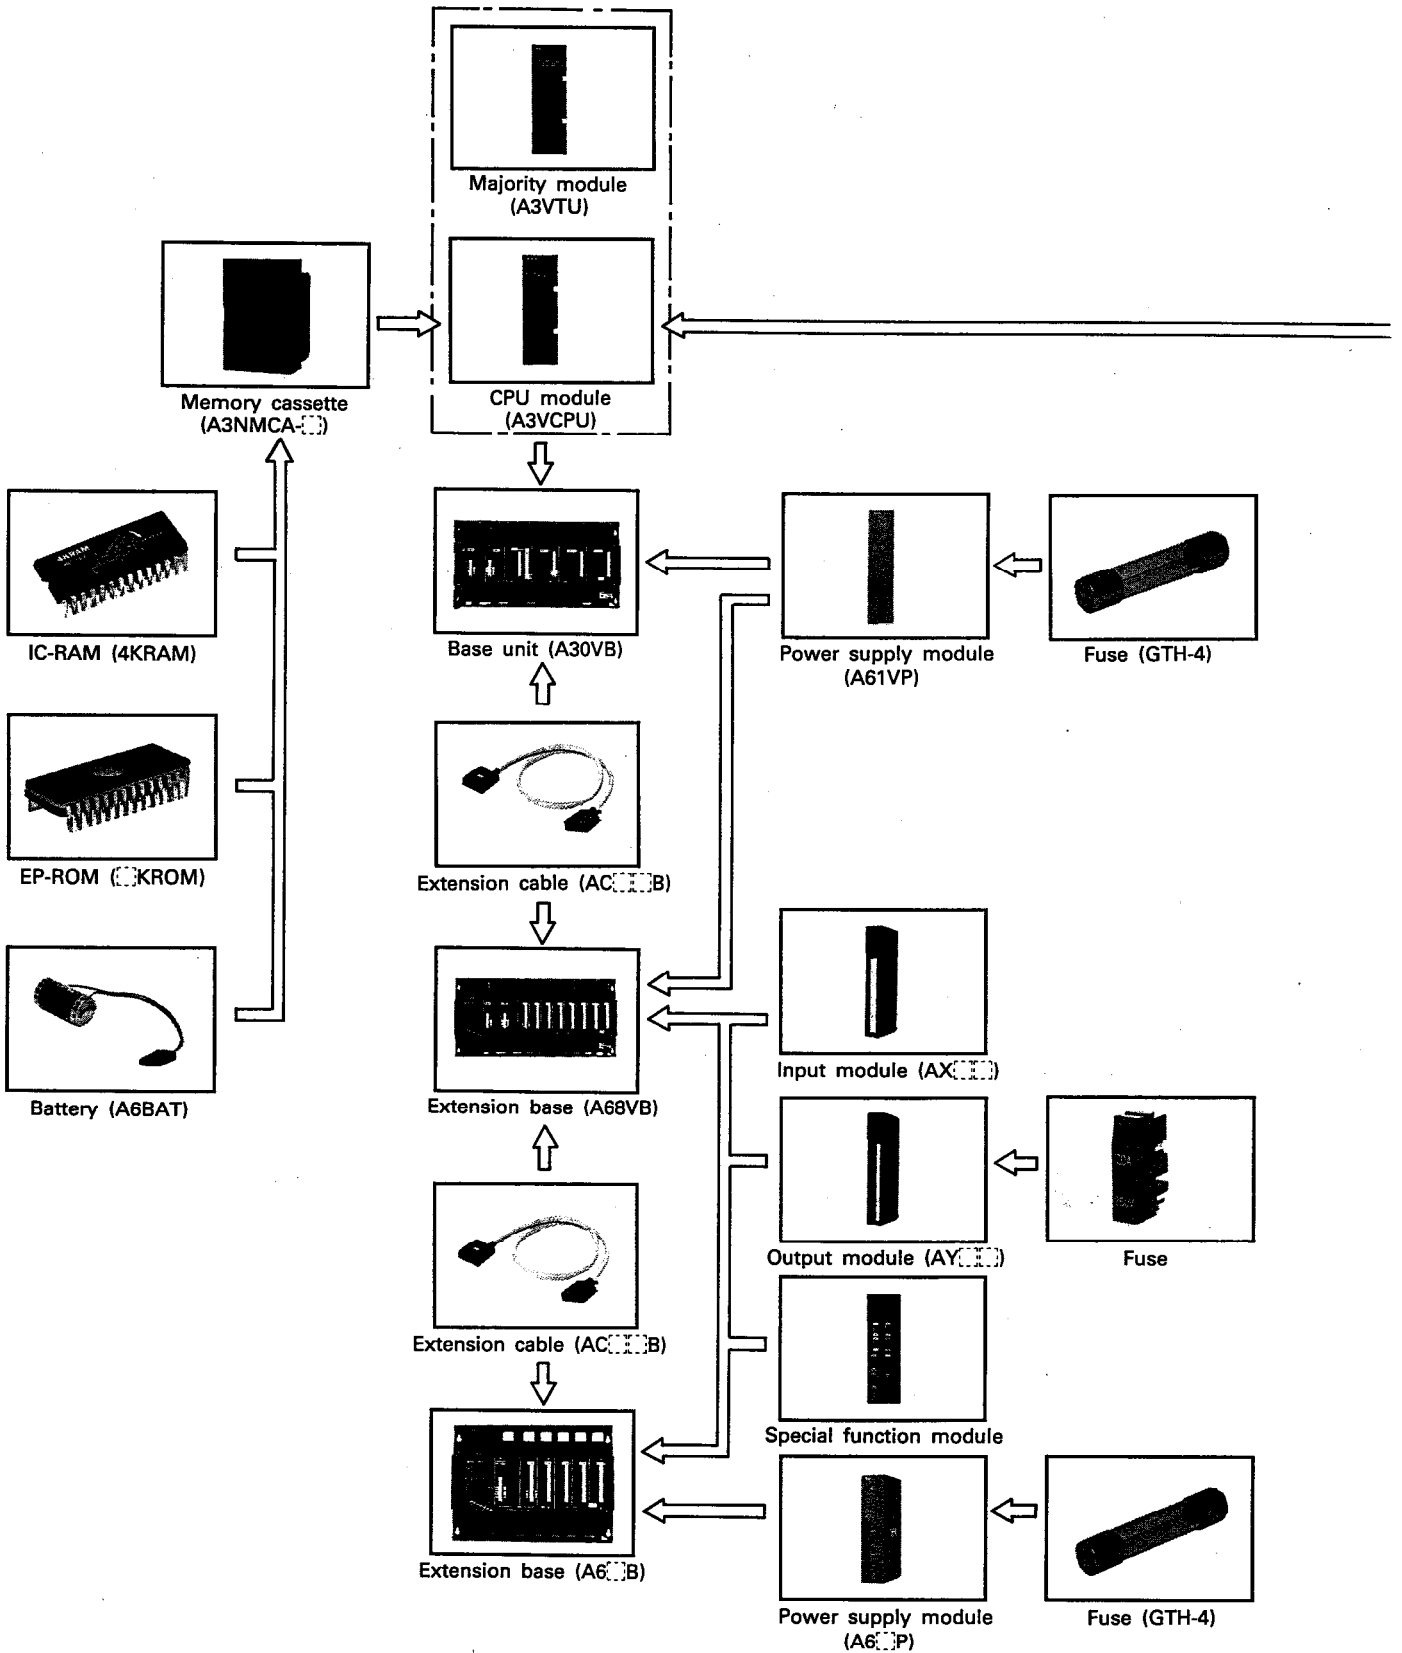 Majority module
(A3VTU)
Memory cassette
(A3NMCA-⬚)
CPU module
(A3VCPU)
4KRAM
IC-RAM (4KRAM)
Base unit (A30VB)
Power supply module
(A61VP)
Fuse (GTH-4)
EP-ROM (⬚KROM)
Extension cable (AC⬚⬚B)
Battery (A6BAT)
Extension base (A68VB)
Input module (AX⬚⬚)
Output module (AY⬚⬚)
Fuse
Extension cable (AC⬚⬚B)
Special function module
Extension base (A6⬚B)
Power supply module
(A6⬚P)
Fuse (GTH-4)